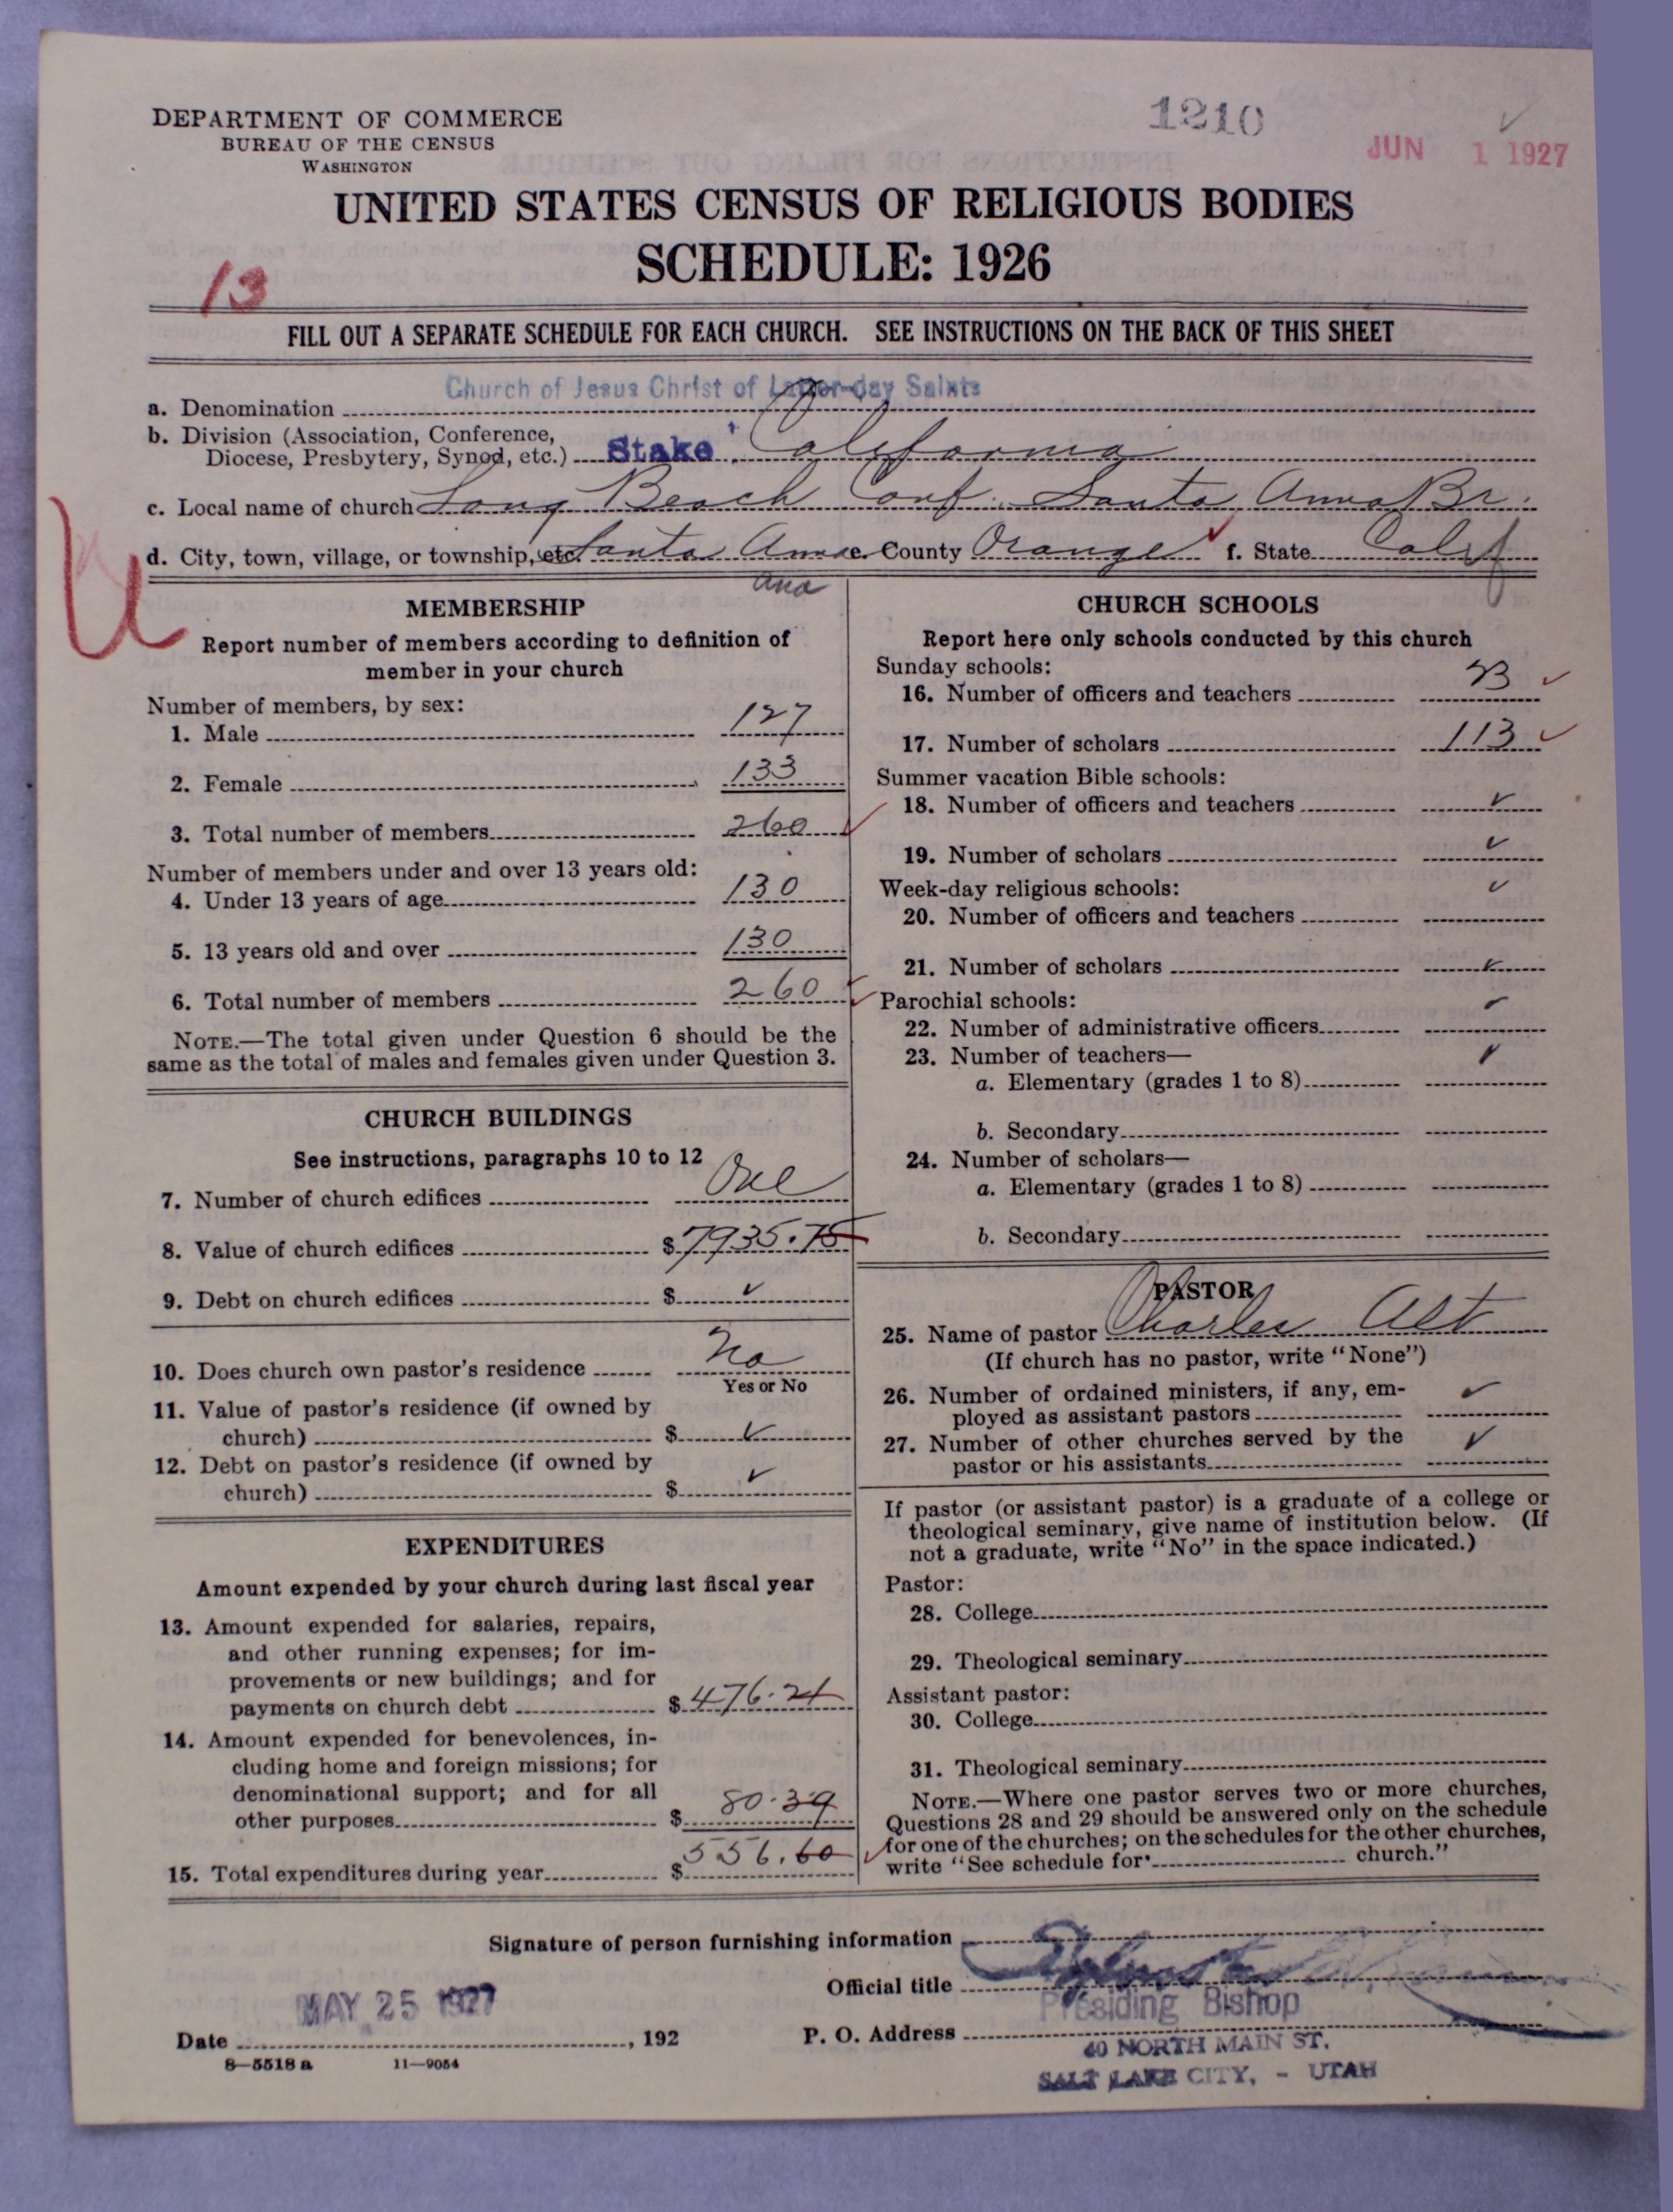 DEPARTMENT OF COMMERCE
BUREAU OF THE CENSUS
WASHINGTON
1210
JUN 1 1927
UNITED STATES CENSUS OF RELIGIOUS BODIES
SCHEDULE: 1926
13
FILL OUT A SEPARATE SCHEDULE FOR EACH CHURCH. SEE INSTRUCTIONS ON THE BACK OF THIS SHEET
a. Denomination Church of Jesus Christ of Latter-day Saints
b. Division (Association, Conference,
Diocese, Presbytery, Synod, etc.) Stake California
c. Local name of church Long Beach Conf. Santa Anna Br.
d. City, town, village, or township, etc. Santa Anna e. County Orange f. State Calif
Ana
MEMBERSHIP
Report number of members according to definition of
member in your church
Number of members, by sex:
1. Male 127
2. Female 133
3. Total number of members 260
Number of members under and over 13 years old:
4. Under 13 years of age 130
5. 13 years old and over 130
6. Total number of members 260
NOTE.—The total given under Question 6 should be the
same as the total of males and females given under Question 3.
CHURCH BUILDINGS
See instructions, paragraphs 10 to 12
7. Number of church edifices One
8. Value of church edifices $ 7935.75
9. Debt on church edifices $ ✓
10. Does church own pastor's residence No
Yes or No
11. Value of pastor's residence (if owned by
church) $ ✓
12. Debt on pastor's residence (if owned by
church) $ ✓
EXPENDITURES
Amount expended by your church during last fiscal year
13. Amount expended for salaries, repairs,
and other running expenses; for im-
provements or new buildings; and for
payments on church debt $ 476.21
14. Amount expended for benevolences, in-
cluding home and foreign missions; for
denominational support; and for all
other purposes $ 80.39
15. Total expenditures during year $ 556.60
CHURCH SCHOOLS
Report here only schools conducted by this church
Sunday schools:
16. Number of officers and teachers 23
17. Number of scholars 113
Summer vacation Bible schools:
18. Number of officers and teachers ✓
19. Number of scholars ✓
Week-day religious schools:
20. Number of officers and teachers ✓
21. Number of scholars ✓
Parochial schools:
22. Number of administrative officers ✓
23. Number of teachers— ✓
a. Elementary (grades 1 to 8)
b. Secondary
24. Number of scholars—
a. Elementary (grades 1 to 8)
b. Secondary
PASTOR
25. Name of pastor Charles Ast
(If church has no pastor, write "None")
26. Number of ordained ministers, if any, em-
ployed as assistant pastors ✓
27. Number of other churches served by the
pastor or his assistants ✓
If pastor (or assistant pastor) is a graduate of a college or
theological seminary, give name of institution below. (If
not a graduate, write "No" in the space indicated.)
Pastor:
28. College
29. Theological seminary
Assistant pastor:
30. College
31. Theological seminary
NOTE.—Where one pastor serves two or more churches,
Questions 28 and 29 should be answered only on the schedule
for one of the churches; on the schedules for the other churches,
write "See schedule for church."
Signature of person furnishing information
Official title Presiding Bishop
MAY 25 1927
Date , 192
P. O. Address 40 NORTH MAIN ST.
SALT LAKE CITY, - UTAH
8—5518 a 11—9054